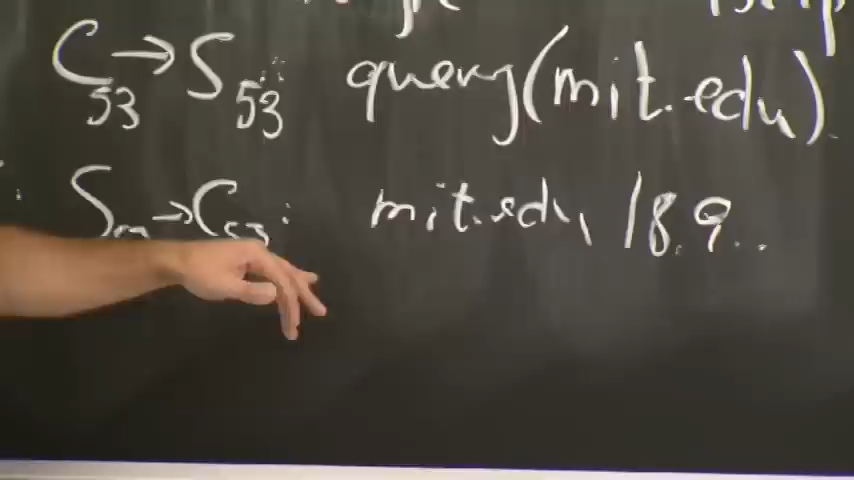 C53 → S53: query(mit.edu)
S53 → C53: mit.edu, 18.9...